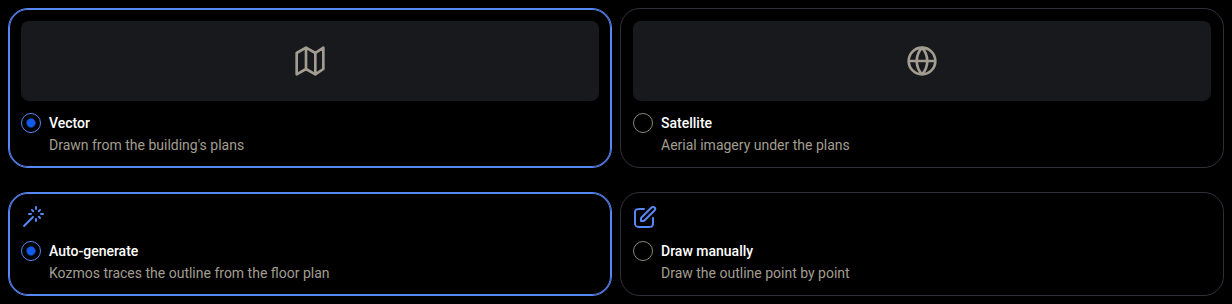 Vector
Drawn from the building's plans
Satellite
Aerial imagery under the plans
Auto-generate
Kozmos traces the outline from the floor plan
Draw manually
Draw the outline point by point